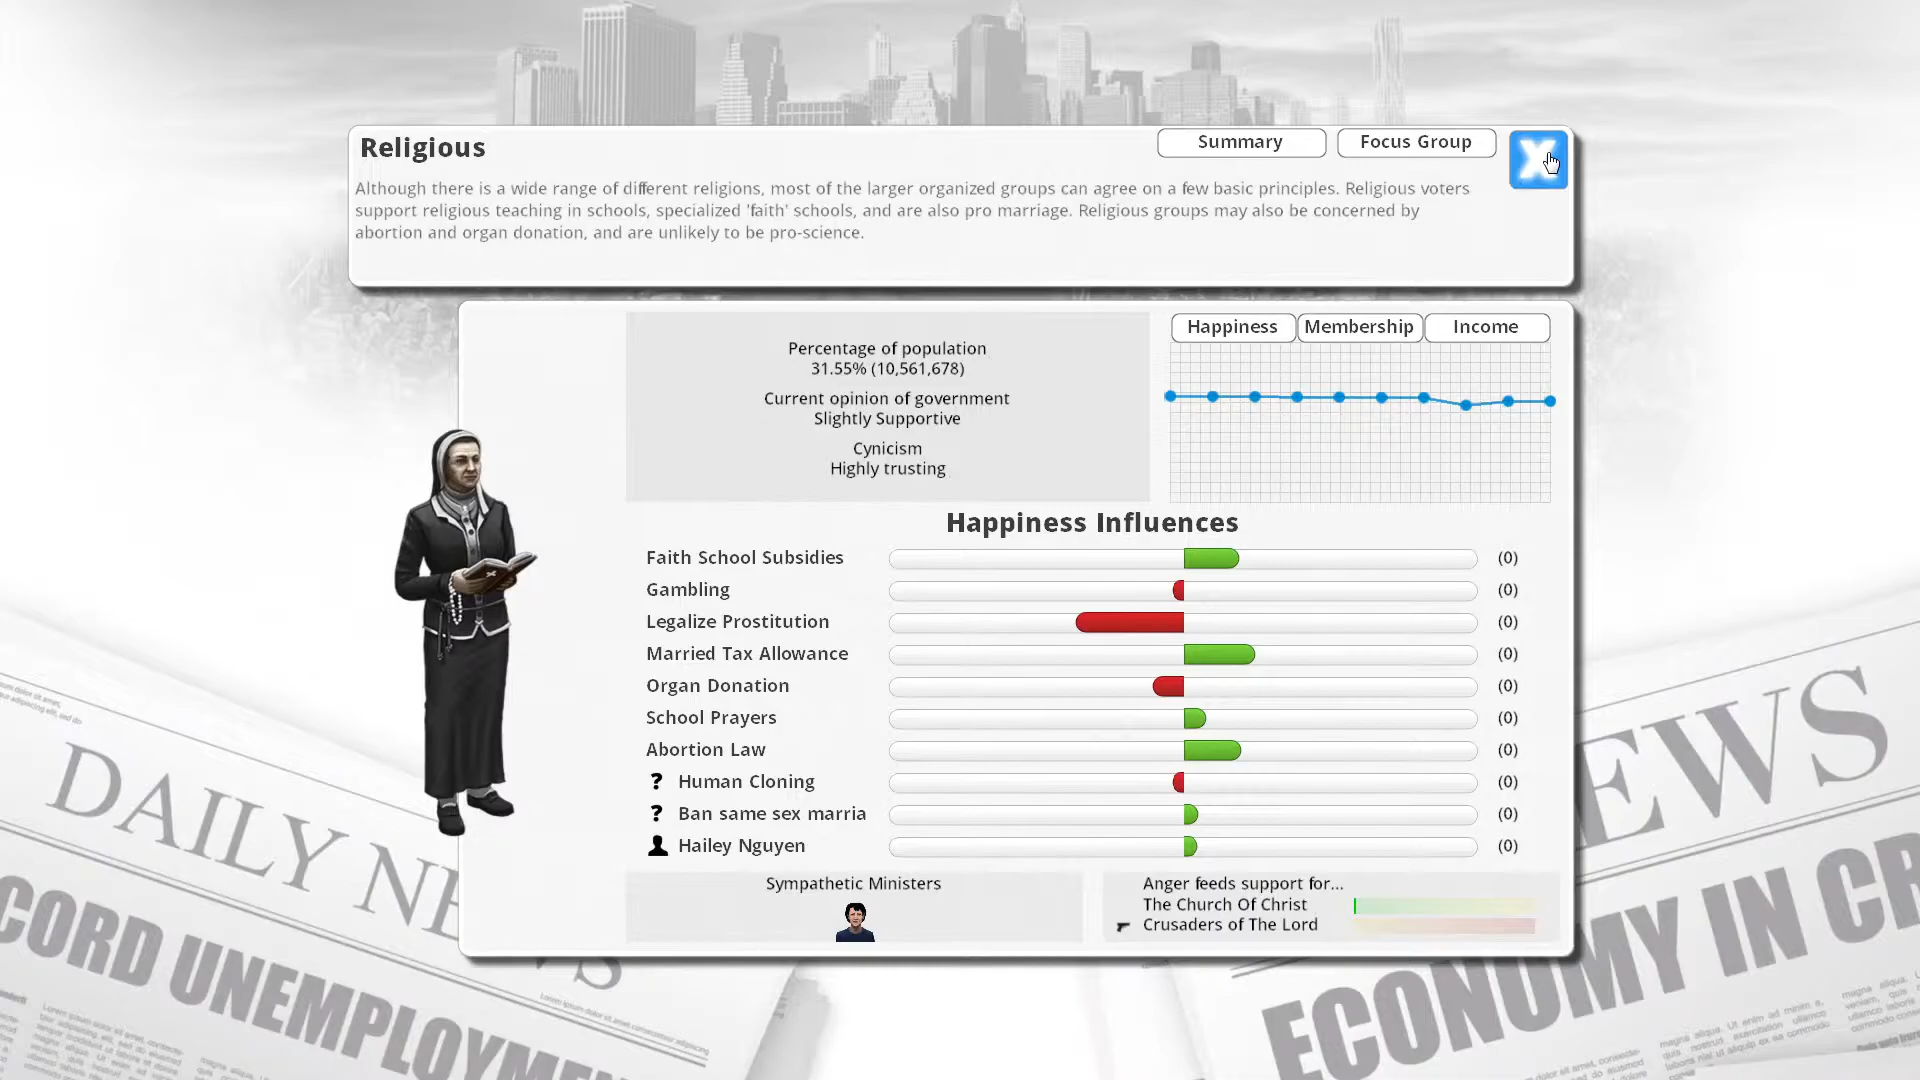 Religious
Summary
Focus Group
X
Although there is a wide range of different religions, most of the larger organized groups can agree on a few basic principles. Religious voters
support religious teaching in schools, specialized 'faith' schools, and are also pro marriage. Religious groups may also be concerned by
abortion and organ donation, and are unlikely to be pro-science.
Percentage of population
31.55% (10,561,678)
Current opinion of government
Slightly Supportive
Cynicism
Highly trusting
Happiness
Membership
Income
Happiness Influences
Faith School Subsidies (0)
Gambling (0)
Legalize Prostitution (0)
Married Tax Allowance (0)
Organ Donation (0)
School Prayers (0)
Abortion Law (0)
? Human Cloning (0)
? Ban same sex marria (0)
Hailey Nguyen (0)
Sympathetic Ministers
Anger feeds support for...
The Church Of Christ
Crusaders of The Lord
DAILY NE
S
CORD UNEMPLOYME
EWS
ECONOMY IN CR